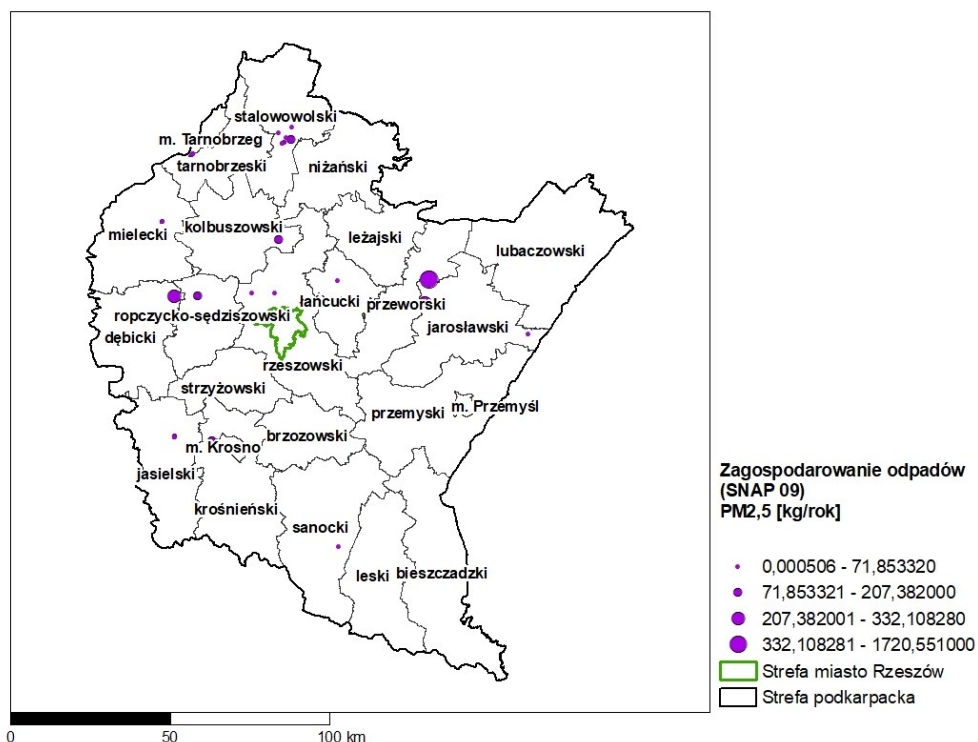 stalowowolski
m. Tarnobrzeg
tarnobrzeski
niżański
kolbuszowski
mielecki
leżajski
lubaczowski
łańcucki
przeworski
ropczycko-sędziszowski
jarosławski
dębicki
rzeszowski
strzyżowski
przemyski
m. Przemyśl
brzozowski
m. Krosno
jasielski
krośnieński
sanocki
leski
bieszczadzki
Zagospodarowanie odpadów
(SNAP 09)
PM2,5 [kg/rok]
0,000506 - 71,853320
71,853321 - 207,382000
207,382001 - 332,108280
332,108281 - 1720,551000
Strefa miasto Rzeszów
Strefa podkarpacka
0
50
100 km